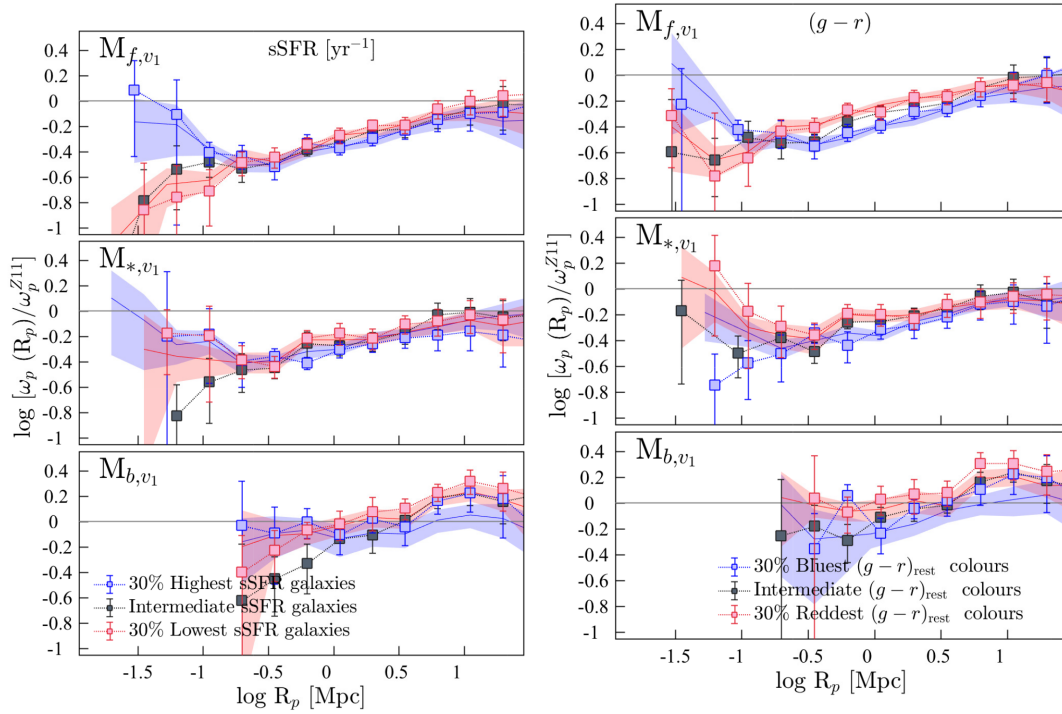 M_{f,v_1}
sSFR [yr^{-1}]
0.4
0.2
0
-0.2
-0.4
-0.6
-0.8
-1
M_{*,v_1}
0.4
0.2
0
-0.2
-0.4
-0.6
-0.8
-1
M_{b,v_1}
0.4
0.2
0
-0.2
-0.4
-0.6
-0.8
-1
log [ω_p (R_p)/ω_p^{Z11}]
30% Highest sSFR galaxies
Intermediate sSFR galaxies
30% Lowest sSFR galaxies
-1.5 -1 -0.5 0 0.5 1
log R_p [Mpc]
M_{f,v_1}
(g − r)
0.4
0.2
0
-0.2
-0.4
-0.6
-0.8
-1
M_{*,v_1}
0.4
0.2
0
-0.2
-0.4
-0.6
-0.8
-1
M_{b,v_1}
0.4
0.2
0
-0.2
-0.4
-0.6
-0.8
-1
log [ω_p (R_p)/ω_p^{Z11}]
30% Bluest (g − r)_{rest} colours
Intermediate (g − r)_{rest} colours
30% Reddest (g − r)_{rest} colours
-1.5 -1 -0.5 0 0.5 1
log R_p [Mpc]